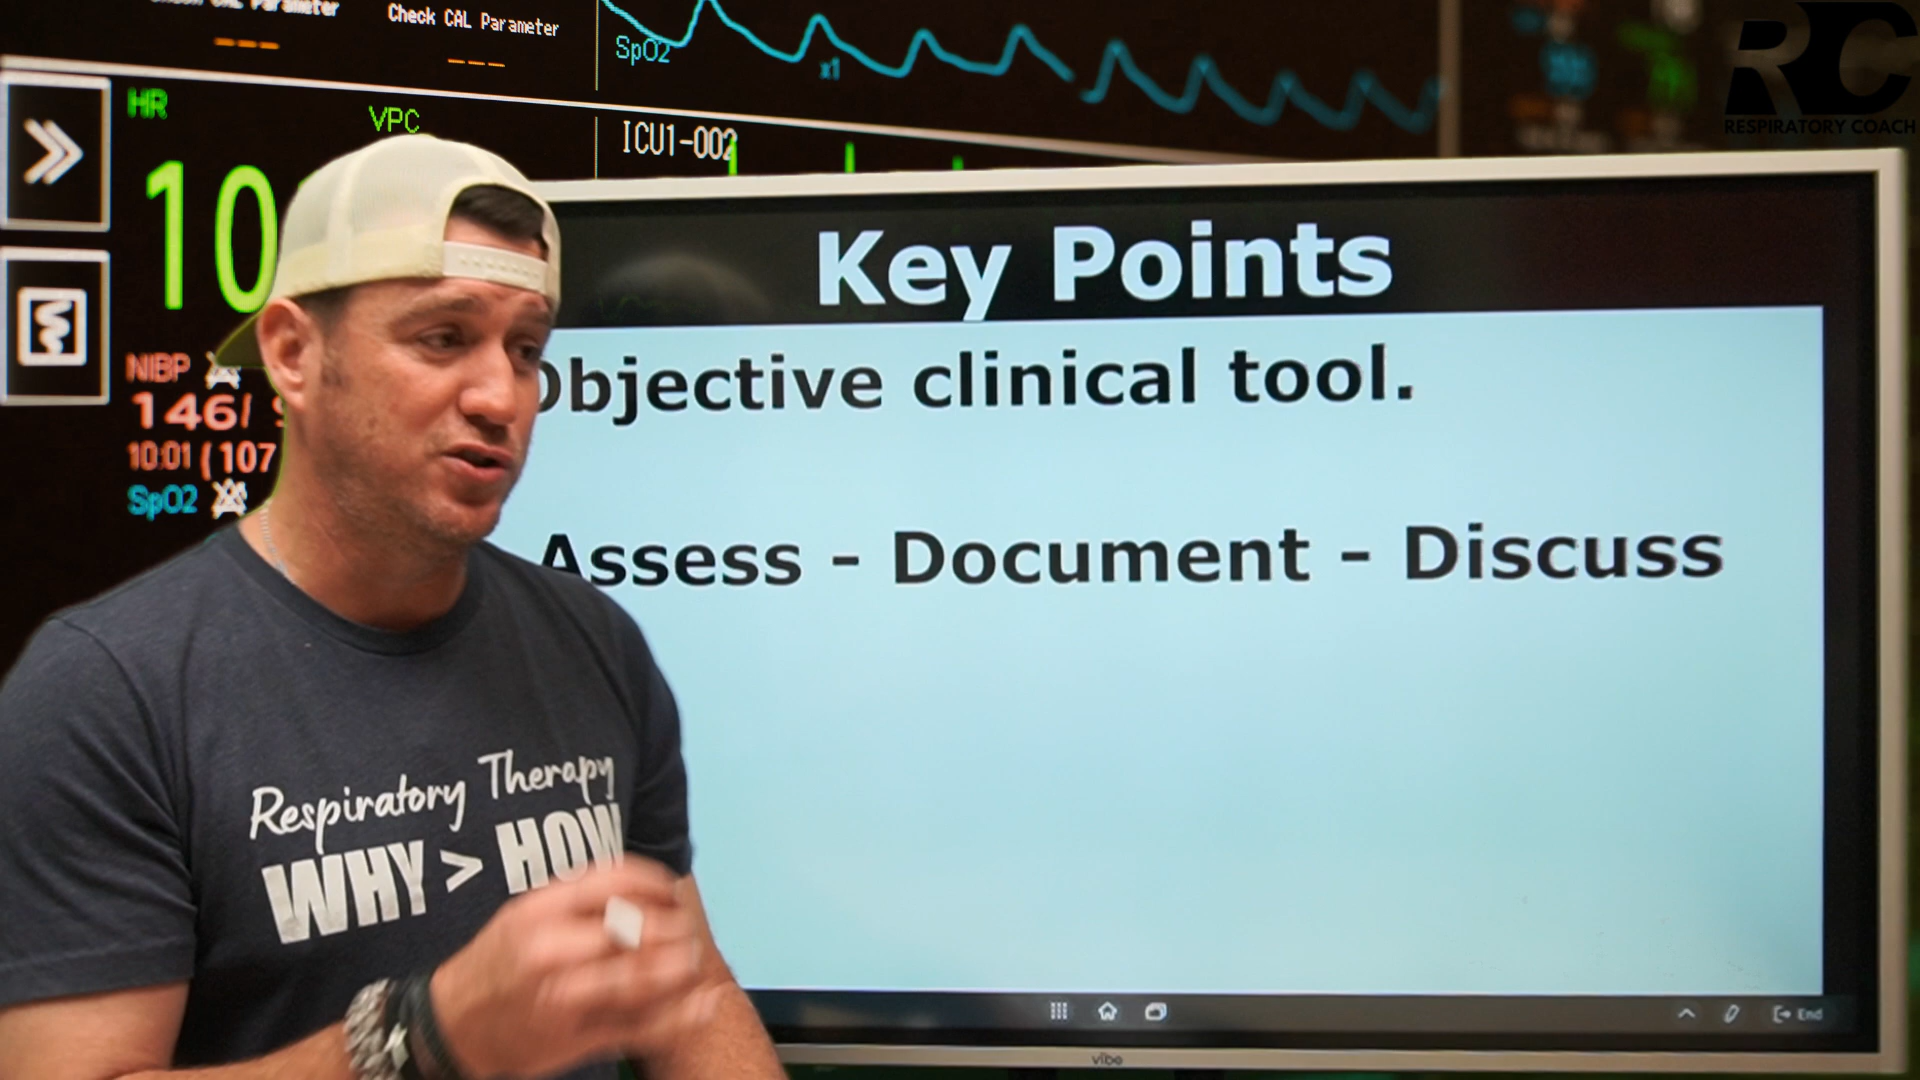 Parameter
Check CAL Parameter
SpO2
x1
HR
VPC
ICU1-002
10
NIBP
146/
10:01 (107
SpO2
RC
RESPIRATORY COACH
Key Points
Objective clinical tool.
Assess - Document - Discuss
Respiratory Therapy
WHY > HOW
End
vibe